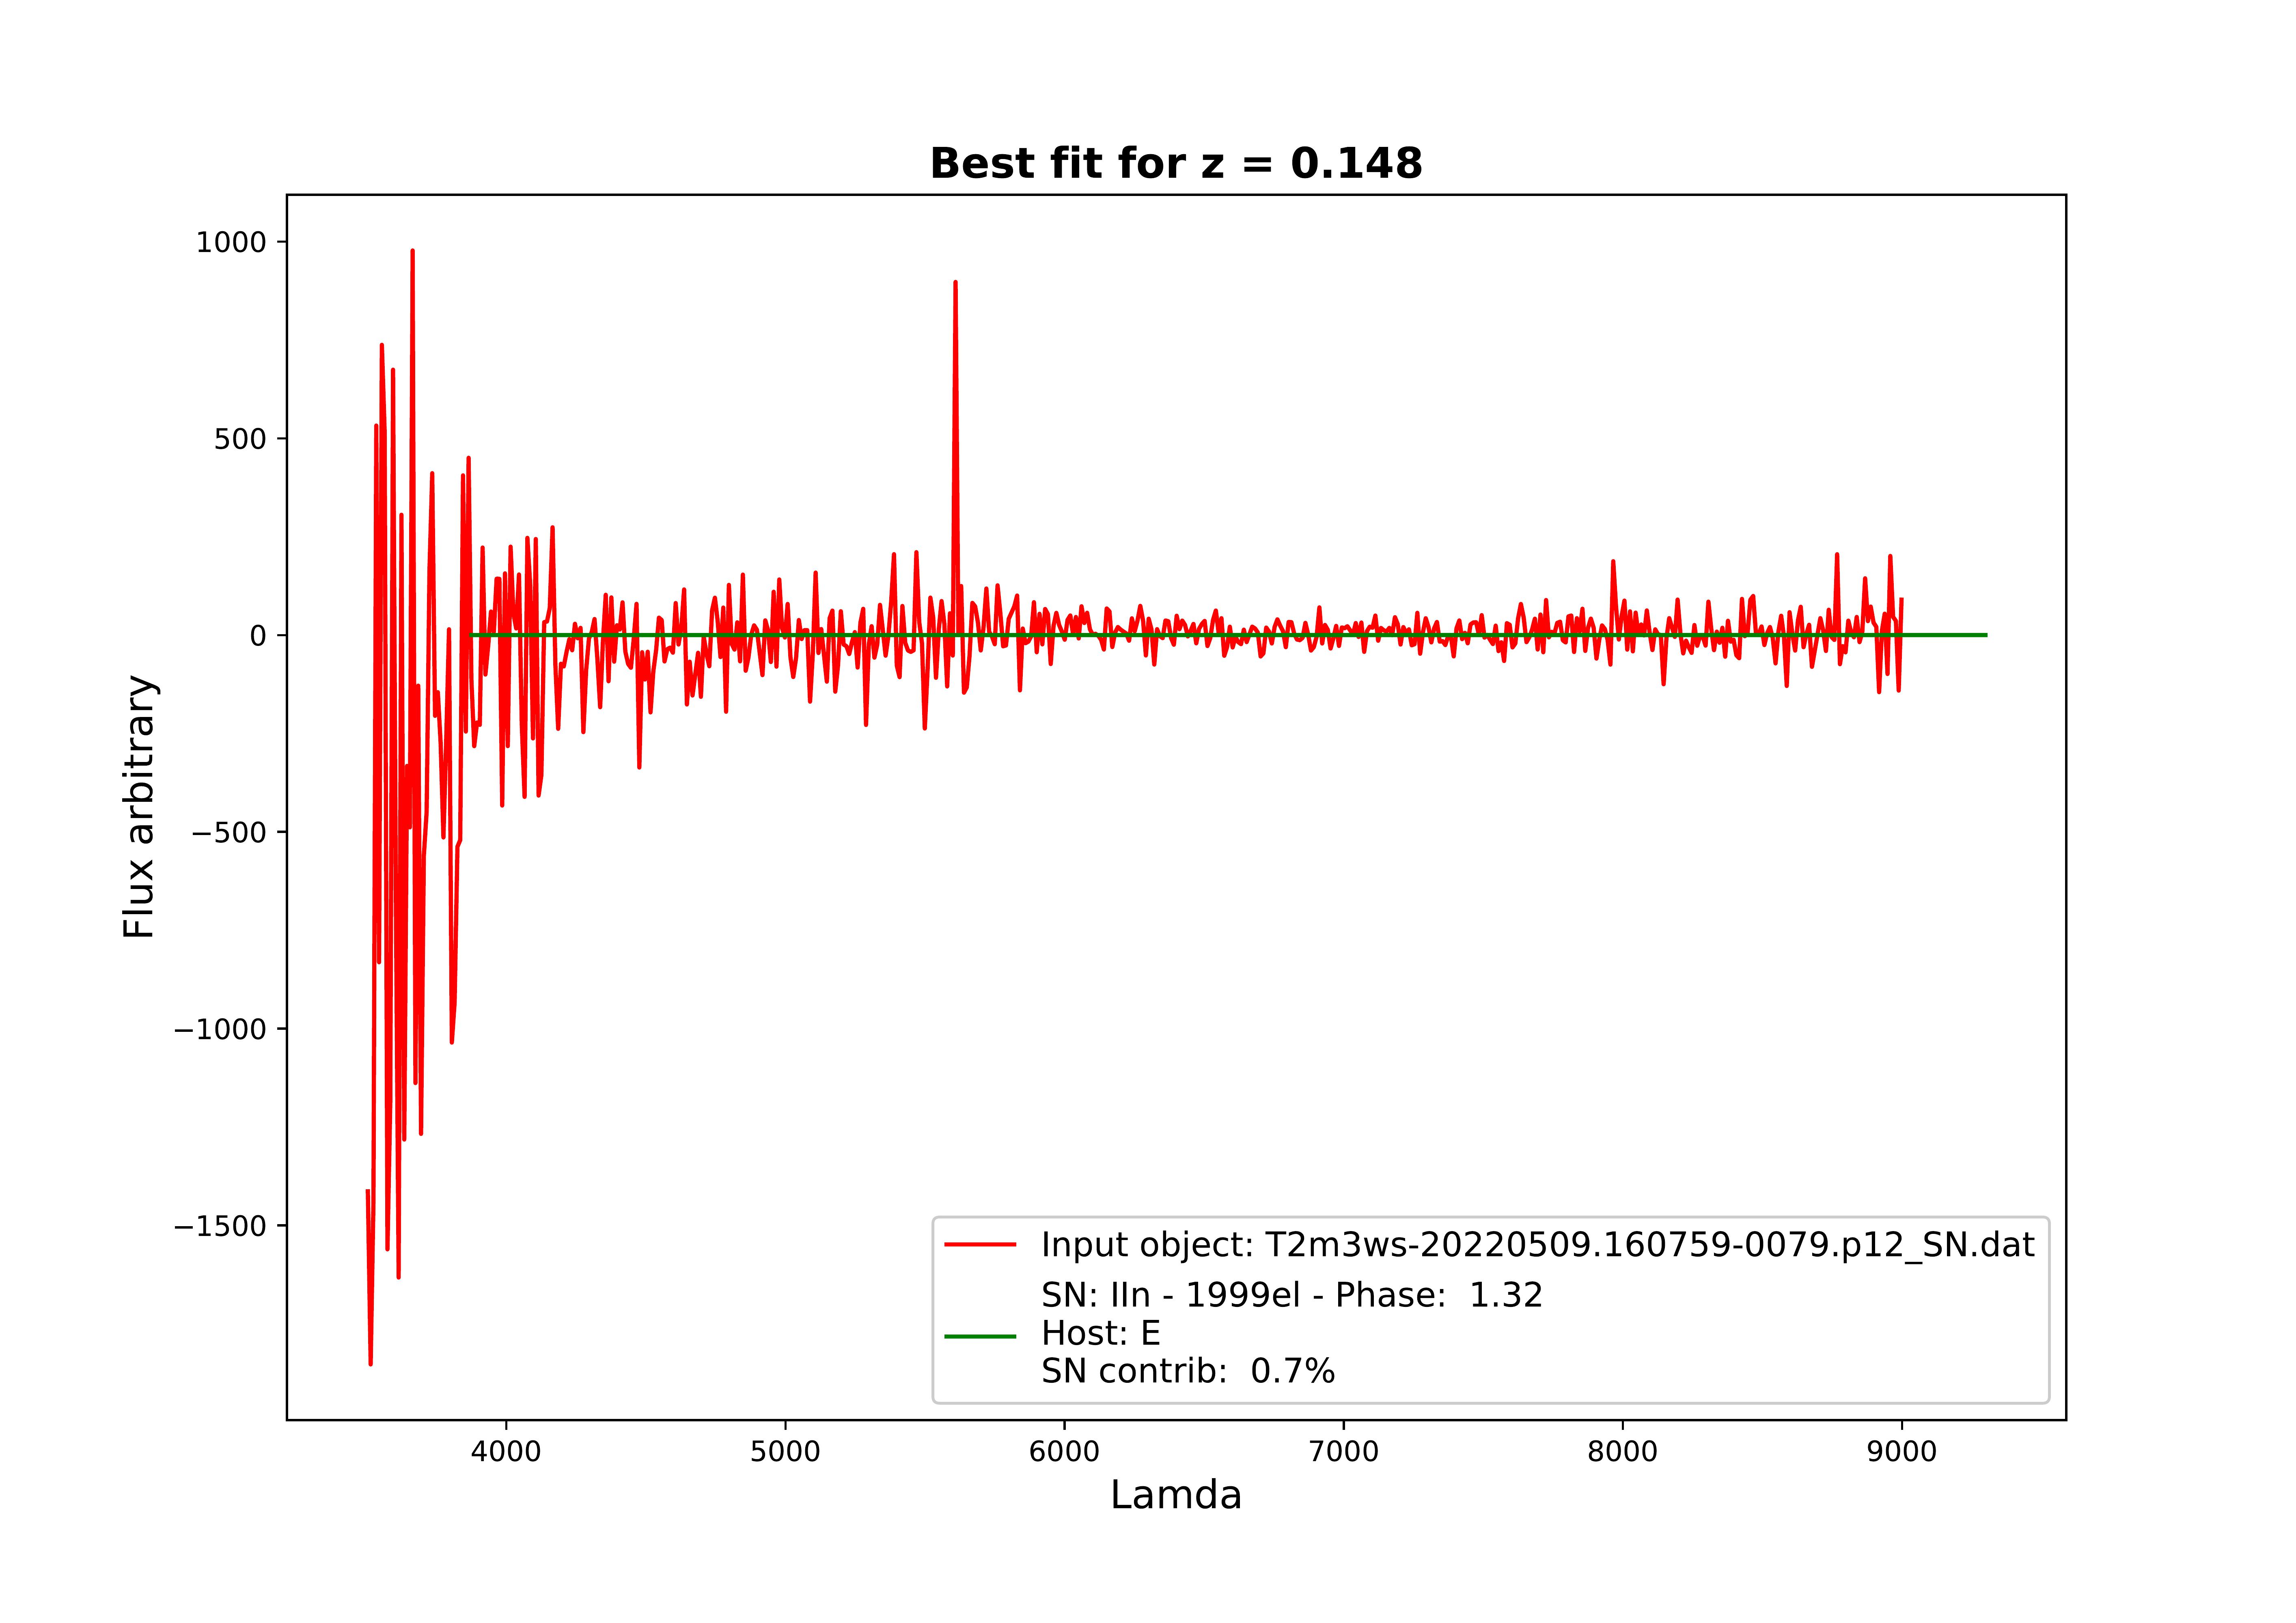 Best fit for z = 0.148
1000
500
0
−500
−1000
−1500
Flux arbitrary
Input object: T2m3ws-20220509.160759-0079.p12_SN.dat
SN: IIn - 1999el - Phase:  1.32
Host: E
SN contrib:  0.7%
4000 5000 6000 7000 8000 9000
Lamda